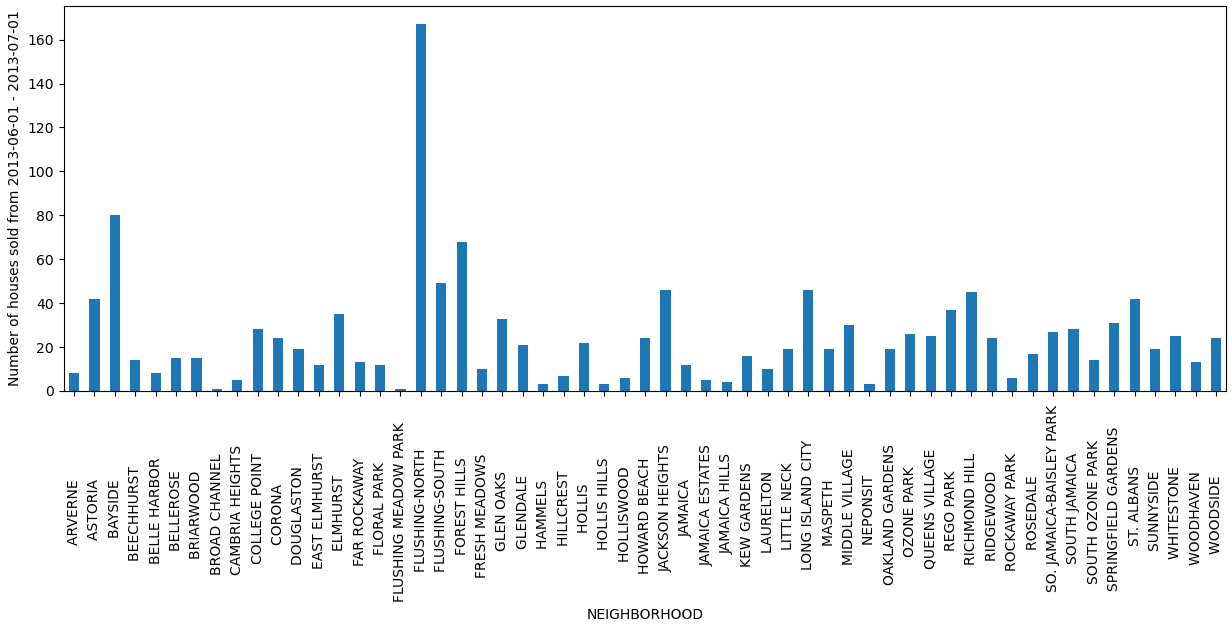 Number of houses sold from 2013-06-01 - 2013-07-01
160
140
120
100
80
60
40
20
0
ARVERNE
ASTORIA
BAYSIDE
BEECHHURST
BELLE HARBOR
BELLEROSE
BRIARWOOD
BROAD CHANNEL
CAMBRIA HEIGHTS
COLLEGE POINT
CORONA
DOUGLASTON
EAST ELMHURST
ELMHURST
FAR ROCKAWAY
FLORAL PARK
FLUSHING MEADOW PARK
FLUSHING-NORTH
FLUSHING-SOUTH
FOREST HILLS
FRESH MEADOWS
GLEN OAKS
GLENDALE
HAMMELS
HILLCREST
HOLLIS
HOLLIS HILLS
HOLLISWOOD
HOWARD BEACH
JACKSON HEIGHTS
JAMAICA
JAMAICA ESTATES
JAMAICA HILLS
KEW GARDENS
LAURELTON
LITTLE NECK
LONG ISLAND CITY
MASPETH
MIDDLE VILLAGE
NEPONSIT
OAKLAND GARDENS
OZONE PARK
QUEENS VILLAGE
REGO PARK
RICHMOND HILL
RIDGEWOOD
ROCKAWAY PARK
ROSEDALE
SO. JAMAICA-BAISLEY PARK
SOUTH JAMAICA
SOUTH OZONE PARK
SPRINGFIELD GARDENS
ST. ALBANS
SUNNYSIDE
WHITESTONE
WOODHAVEN
WOODSIDE
NEIGHBORHOOD